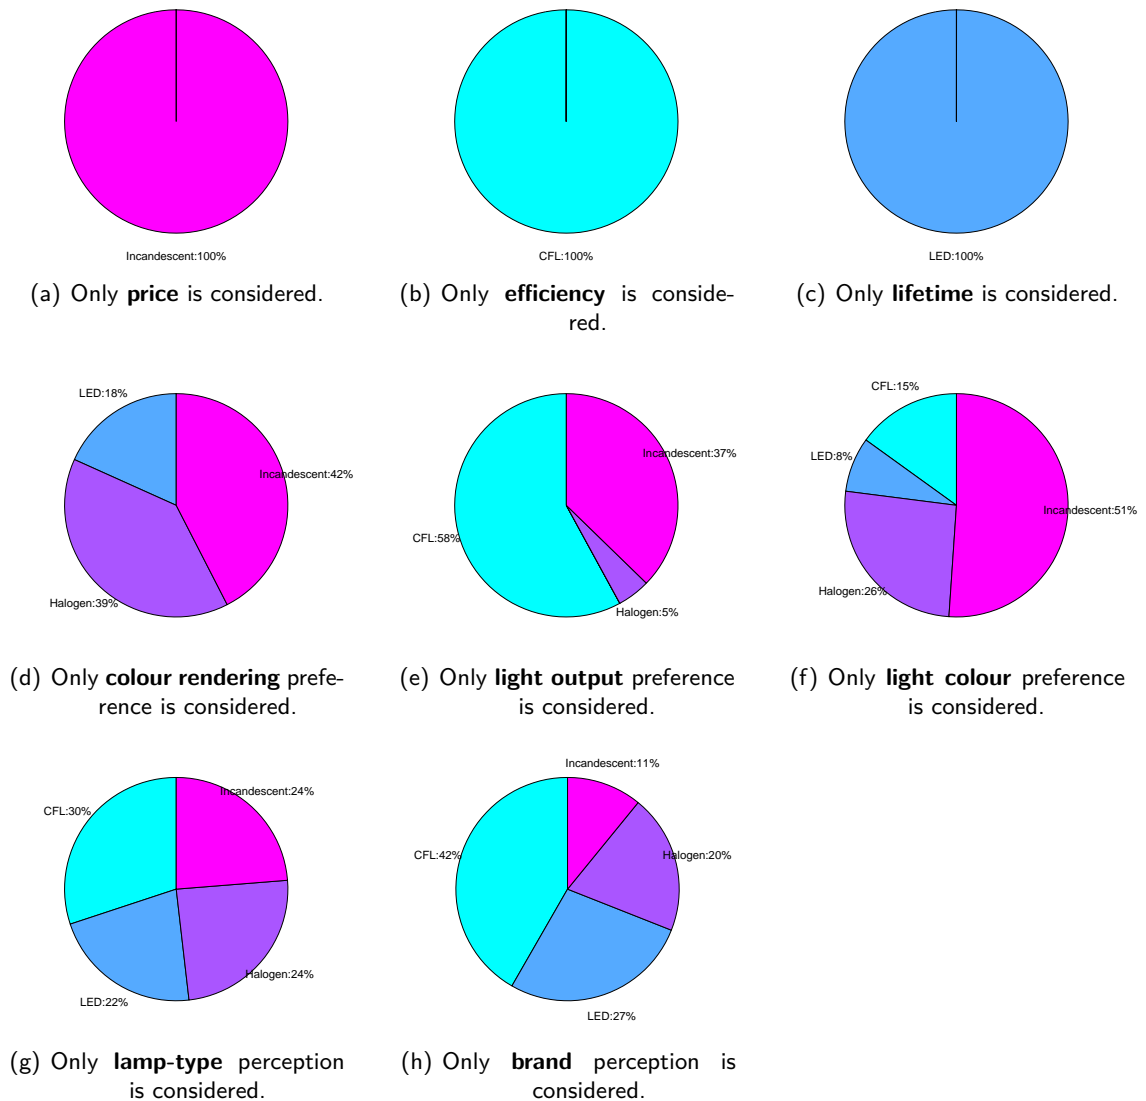 Incandescent:100%
CFL:100%
LED:100%
(a) Only price is considered.
(b) Only efficiency is conside-
red.
(c) Only lifetime is considered.
LED:18%
Incandescent:42%
Halogen:39%
Incandescent:37%
CFL:58%
Halogen:5%
CFL:15%
LED:8%
Incandescent:51%
Halogen:26%
(d) Only colour rendering prefe-
rence is considered.
(e) Only light output preference
is considered.
(f) Only light colour preference
is considered.
Incandescent:24%
CFL:30%
Halogen:24%
LED:22%
Incandescent:11%
CFL:42%
Halogen:20%
LED:27%
(g) Only lamp-type perception
is considered.
(h) Only brand perception is
considered.